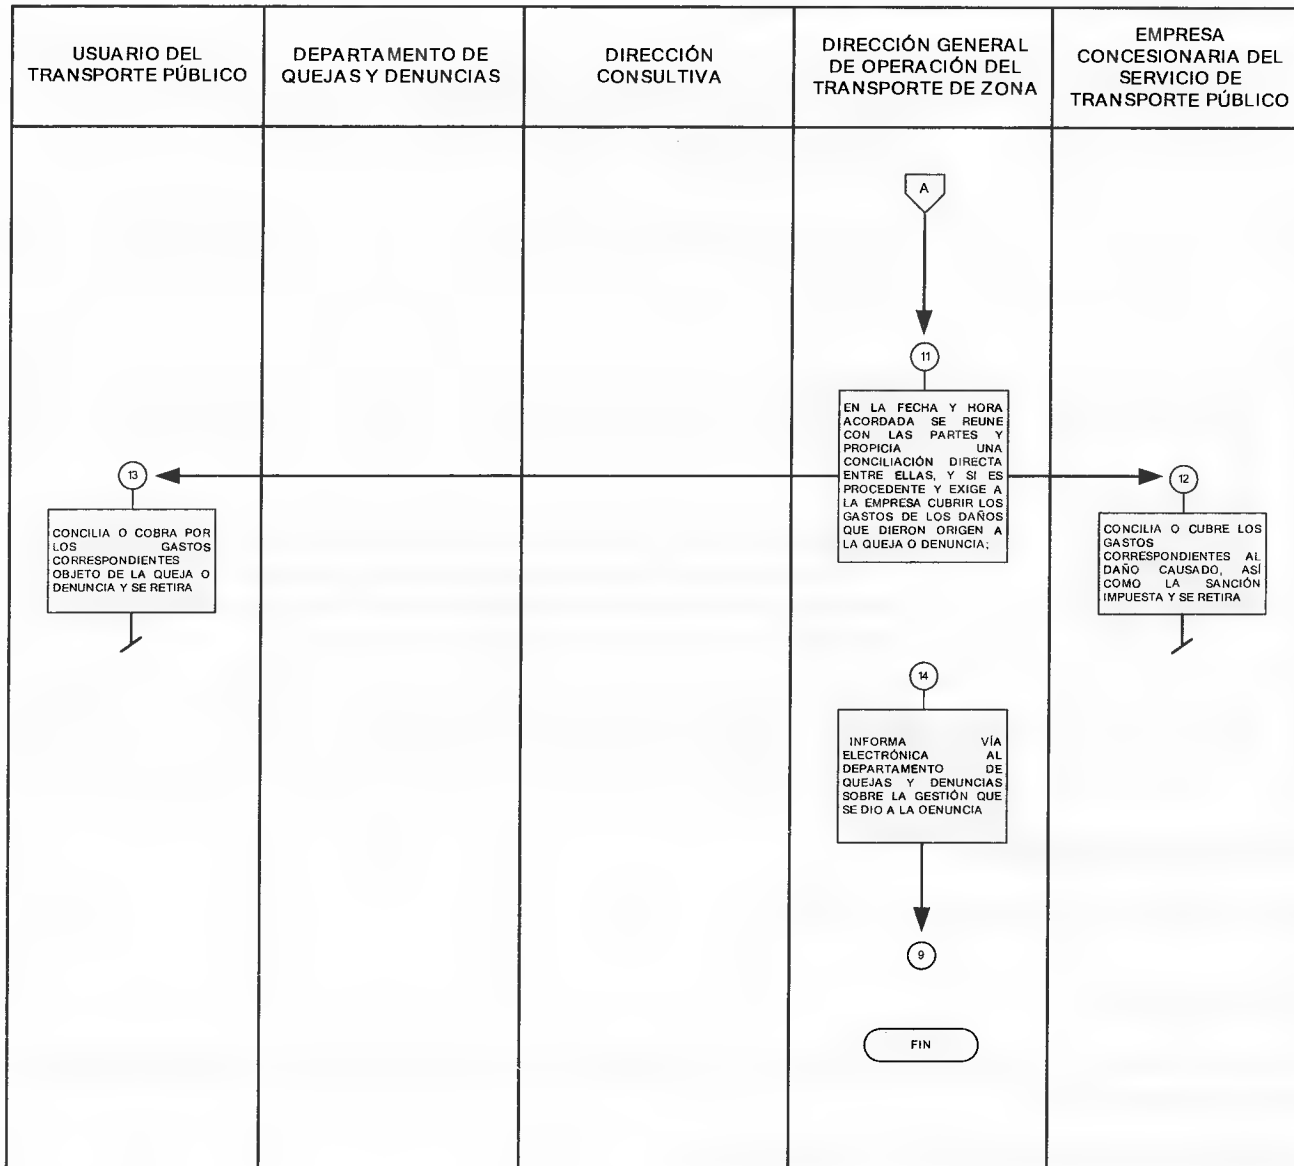 USUARIO DEL
TRANSPORTE PÚBLICO
DEPARTAMENTO DE
QUEJAS Y DENUNCIAS
DIRECCIÓN
CONSULTIVA
DIRECCIÓN GENERAL
DE OPERACIÓN DEL
TRANSPORTE DE ZONA
EMPRESA
CONCESIONARIA DEL
SERVICIO DE
TRANSPORTE PÚBLICO
A
11
EN LA FECHA Y HORA
ACORDADA SE REUNE
CON LAS PARTES Y
PROPICIA UNA
CONCILIACIÓN DIRECTA
ENTRE ELLAS, Y SI ES
PROCEDENTE Y EXIGE A
LA EMPRESA CUBRIR LOS
GASTOS DE LOS DAÑOS
QUE DIERON ORIGEN A
LA QUEJA O DENUNCIA;
13
CONCILIA O COBRA POR
LOS GASTOS
CORRESPONDIENTES
OBJETO DE LA QUEJA O
DENUNCIA Y SE RETIRA
12
CONCILIA O CUBRE LOS
GASTOS
CORRESPONDIENTES AL
DAÑO CAUSADO, ASÍ
COMO LA SANCIÓN
IMPUESTA Y SE RETIRA
14
INFORMA VÍA
ELECTRÓNICA AL
DEPARTAMENTO DE
QUEJAS Y DENUNCIAS
SOBRE LA GESTIÓN QUE
SE DIO A LA OENUNCIA
9
FIN